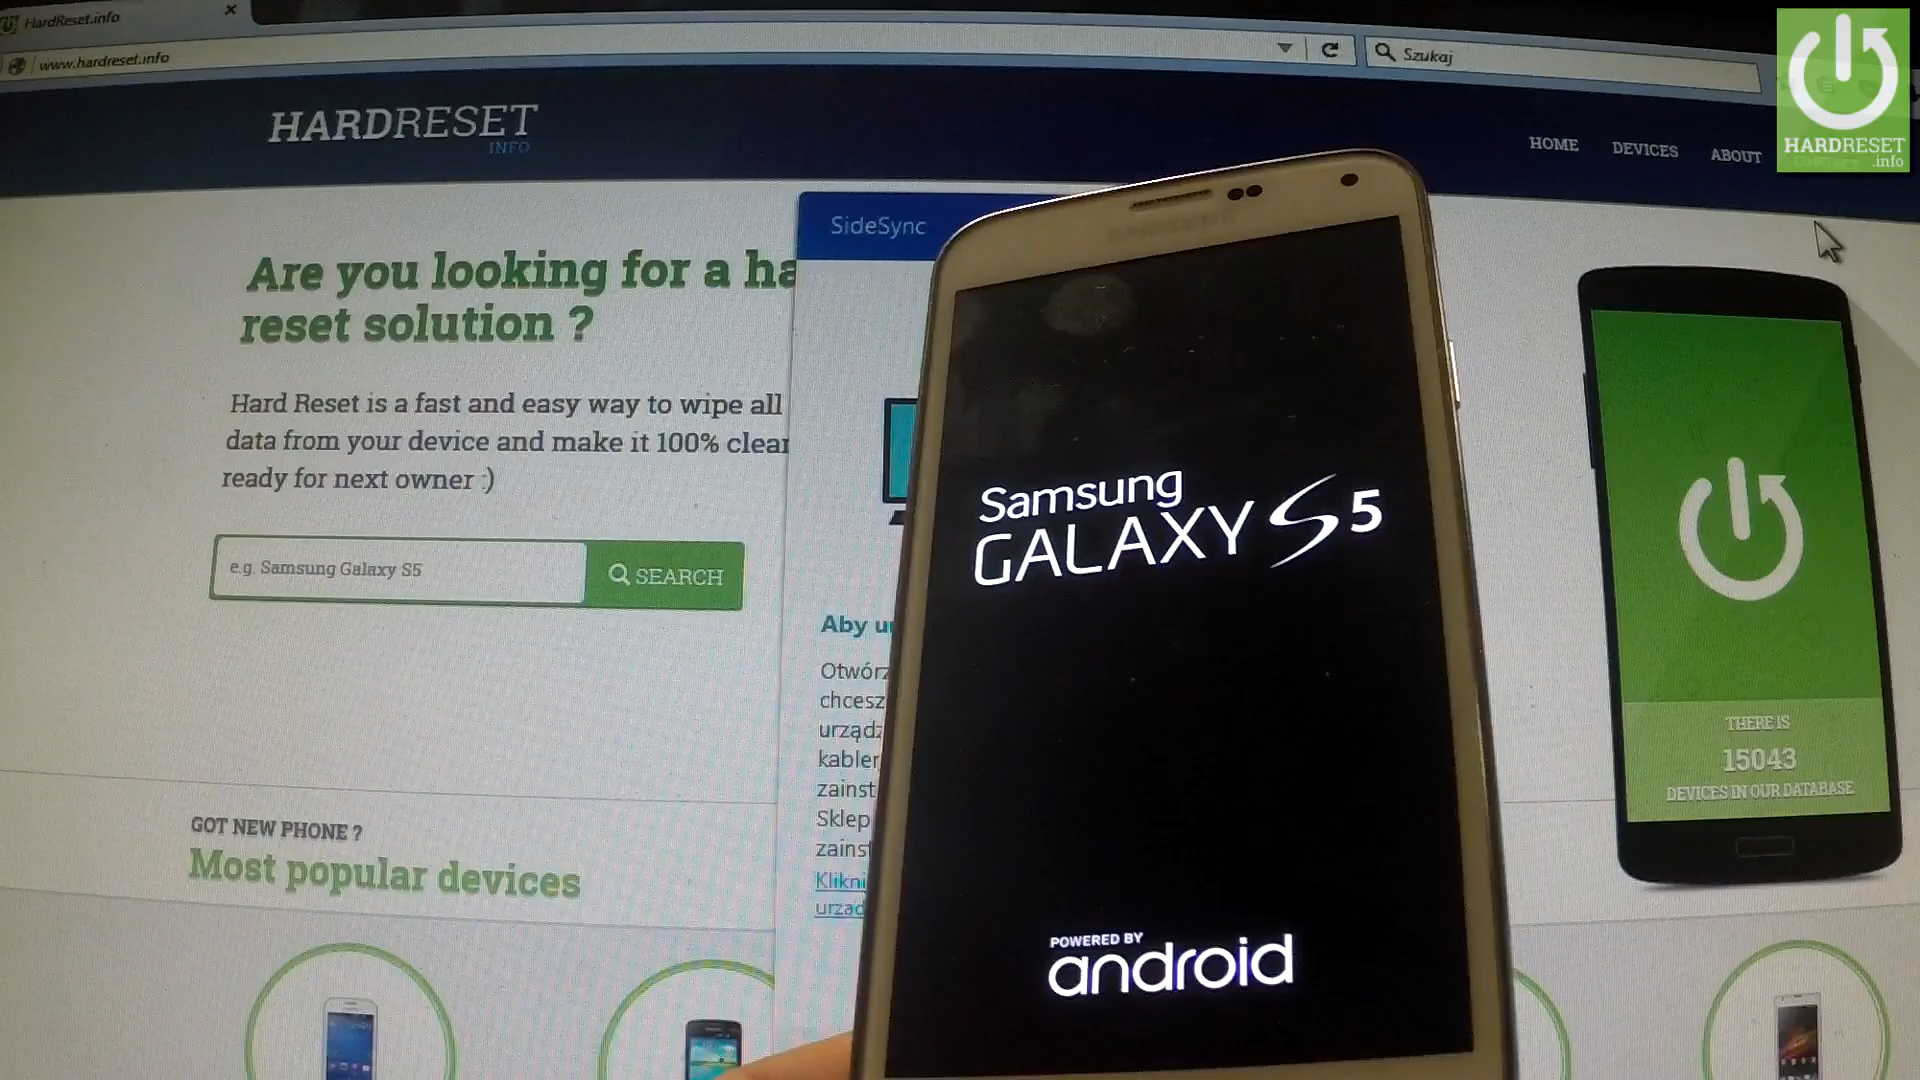 HardReset.info
www.hardreset.info
Szukaj
HARDRESET
.info
HARDRESET
INFO
HOME DEVICES ABOUT
SideSync
Are you looking for a ha
reset solution ?
Hard Reset is a fast and easy way to wipe all
data from your device and make it 100% clean
ready for next owner :)
e.g. Samsung Galaxy S5
SEARCH
Aby u
Otwórz
chcesz
urządz
kablem
zainst
Sklep
zainst
Klikni
urząd
SAMSUNG
Samsung
GALAXY S5
POWERED BY
android
THERE IS
15043
DEVICES IN OUR DATABASE
GOT NEW PHONE ?
Most popular devices